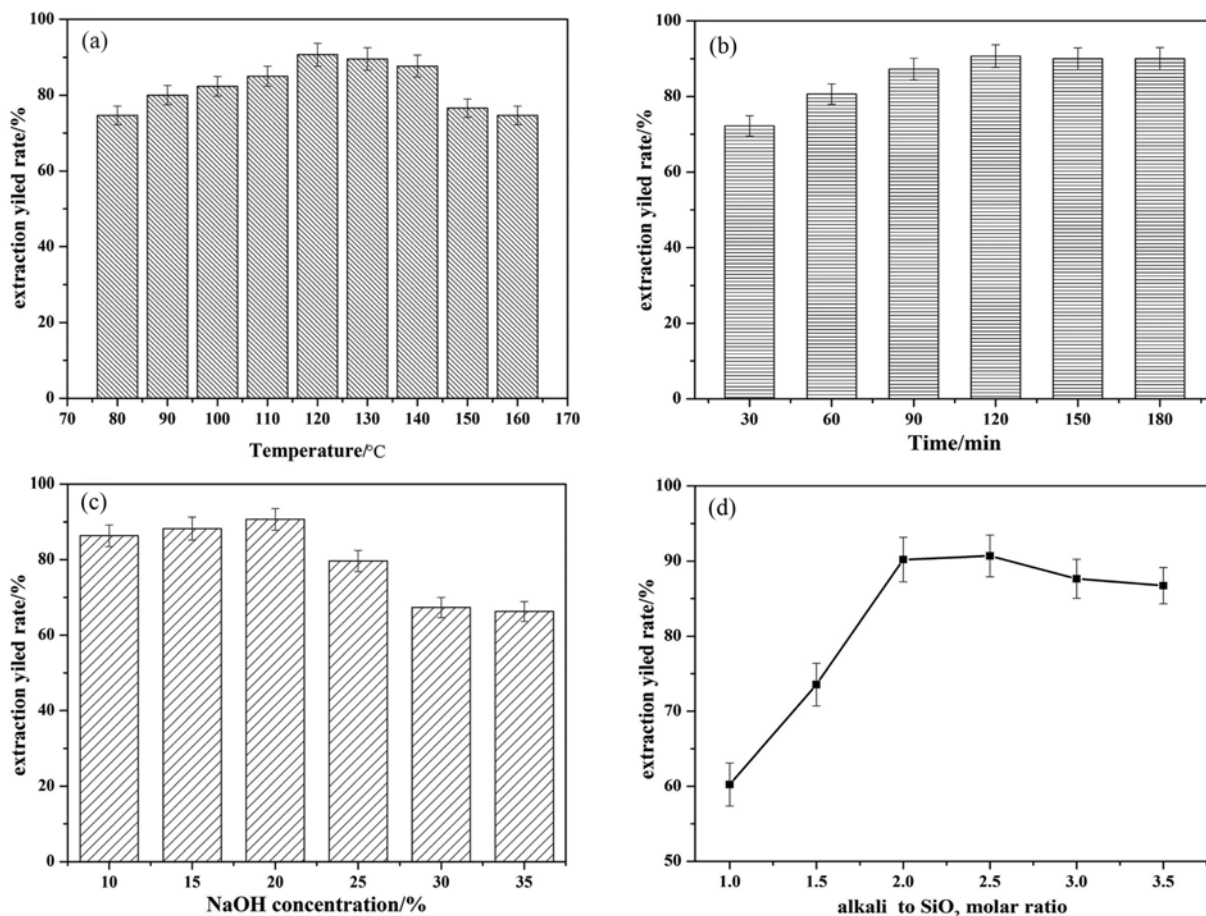 (a)
extraction yiled rate/%
100
80
60
40
20
0
70 80 90 100 110 120 130 140 150 160 170
Temperature/°C
(b)
extraction yiled rate/%
100
80
60
40
20
0
30 60 90 120 150 180
Time/min
(c)
extraction yiled rate/%
100
80
60
40
20
0
10 15 20 25 30 35
NaOH concentration/%
(d)
extraction yiled rate/%
100
90
80
70
60
50
1.0 1.5 2.0 2.5 3.0 3.5
alkali to SiO₂ molar ratio